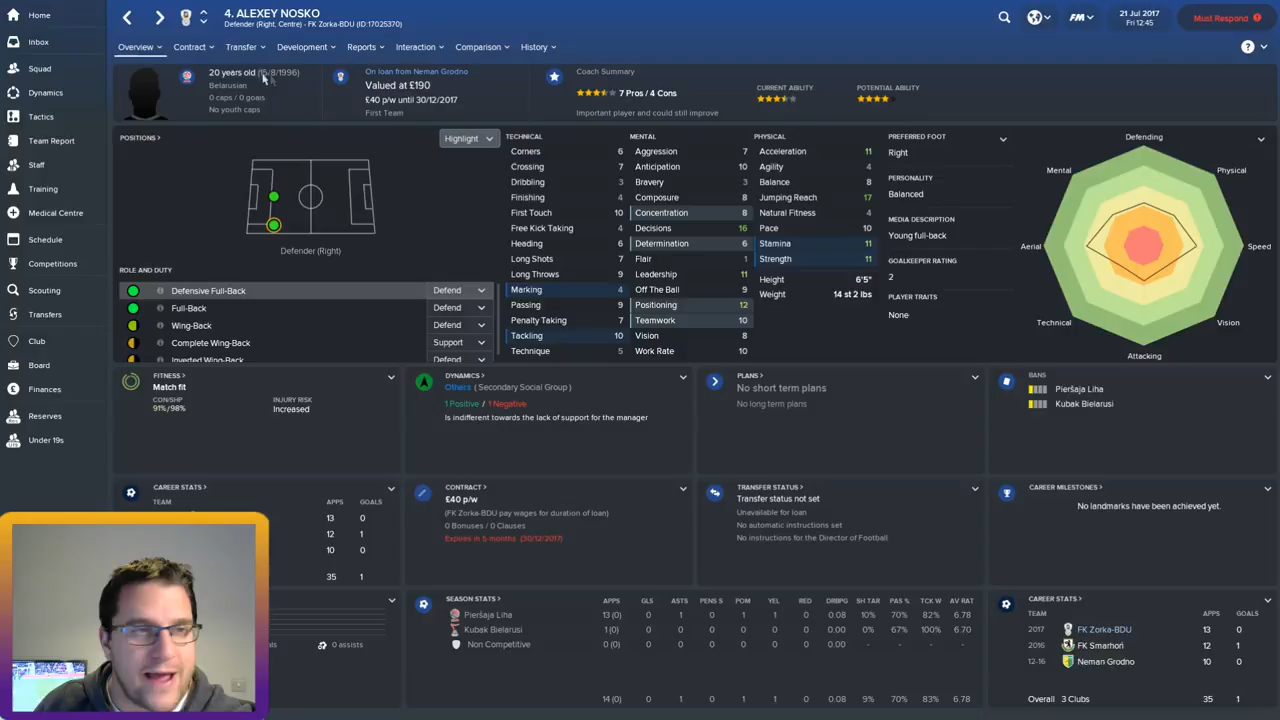 Home
Inbox
Squad
Dynamics
Tactics
Team Report
Staff
Training
Medical Centre
Schedule
Competitions
Scouting
Transfers
Club
Board
Finances
Reserves
Under 19s
4. ALEXEY NOSKO
Defender (Right, Centre) - FK Zorka-BDU (ID:17025370)
FM
21 Jul 2017
Fri 12:45
Must Respond
Overview
Contract
Transfer
Development
Reports
Interaction
Comparison
History
20 years old (15/8/1996)
Belarusian
0 caps / 0 goals
No youth caps
On loan from Neman Grodno
Valued at £190
£40 p/w until 30/12/2017
First Team
Coach Summary
7 Pros / 4 Cons
Important player and could still improve
CURRENT ABILITY
POTENTIAL ABILITY
POSITIONS >
Highlight
Defender (Right)
ROLE AND DUTY
Defensive Full-Back Defend
Full-Back Defend
Wing-Back Defend
Complete Wing-Back Support
Inverted Wing-Back Defend
TECHNICAL
Corners 6
Crossing 7
Dribbling 3
Finishing 4
First Touch 10
Free Kick Taking 4
Heading 6
Long Shots 7
Long Throws 9
Marking 4
Passing 9
Penalty Taking 7
Tackling 10
Technique 5
MENTAL
Aggression 7
Anticipation 10
Bravery 3
Composure 8
Concentration 8
Decisions 16
Determination 6
Flair 1
Leadership 11
Off The Ball 9
Positioning 12
Teamwork 10
Vision 8
Work Rate 10
PHYSICAL
Acceleration 11
Agility 4
Balance 8
Jumping Reach 17
Natural Fitness 4
Pace 10
Stamina 11
Strength 11
Height 6'5"
Weight 14 st 2 lbs
PREFERRED FOOT
Right
PERSONALITY
Balanced
MEDIA DESCRIPTION
Young full-back
GOALKEEPER RATING
2
PLAYER TRAITS
None
Defending
Mental
Physical
Aerial
Speed
Technical
Vision
Attacking
FITNESS >
Match fit
CON/SHP
91%/98%
INJURY RISK
Increased
DYNAMICS >
Others ( Secondary Social Group )
1 Positive / 1 Negative
Is indifferent towards the lack of support for the manager
PLANS >
No short term plans
No long term plans
BANS
Pieršaja Liha
Kubak Bielarusi
CAREER STATS >
TEAM APPS GOALS
13 0
12 1
10 0
35 1
CONTRACT >
£40 p/w
(FK Zorka-BDU pay wages for duration of loan)
0 Bonuses / 0 Clauses
Expires in 5 months (30/12/2017)
TRANSFER STATUS >
Transfer status not set
Unavailable for loan
No automatic instructions set
No instructions for the Director of Football
CAREER MILESTONES >
No landmarks have been achieved yet.
0 assists
SEASON STATS > APPS GLS ASTS PENS S POM YEL RED DRBPG SH TAR PAS % TCK W AV RAT
Pieršaja Liha 13 (0) 0 1 0 1 1 0 0.08 10% 70% 82% 6.78
Kubak Bielarusi 1 (0) 0 0 0 0 1 0 0.00 0% 67% 100% 6.70
Non Competitive 0 (0) 0 0 0 0 0 0 - - - - -
14 (0) 0 1 0 1 1 0 0.08 9% 70% 83% 6.78
CAREER STATS >
TEAM APPS GOALS
2017 FK Zorka-BDU 13 0
2016 FK Smarhoń 12 1
12-16 Neman Grodno 10 0
Overall 3 Clubs 35 1